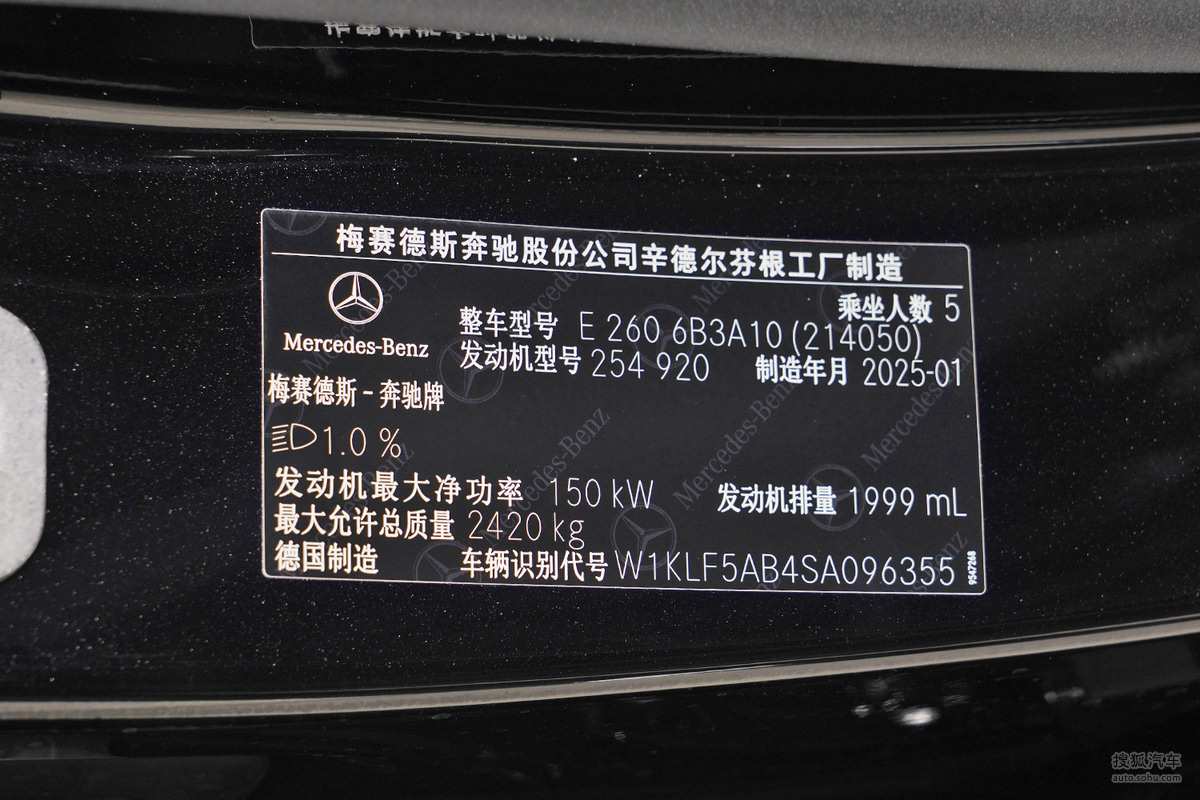 梅赛德斯奔驰股份公司辛德尔芬根工厂制造
乘坐人数 5
Mercedes-Benz
整车型号 E 260 6B3A10 (214050)
发动机型号 254 920 制造年月 2025-01
梅赛德斯-奔驰牌
1.0 %
发动机最大净功率 150 kW 发动机排量 1999 mL
最大允许总质量 2420 kg
德国制造 车辆识别代号 W1KLF5AB4SA096355
9547268
搜狐汽车
auto.sohu.com